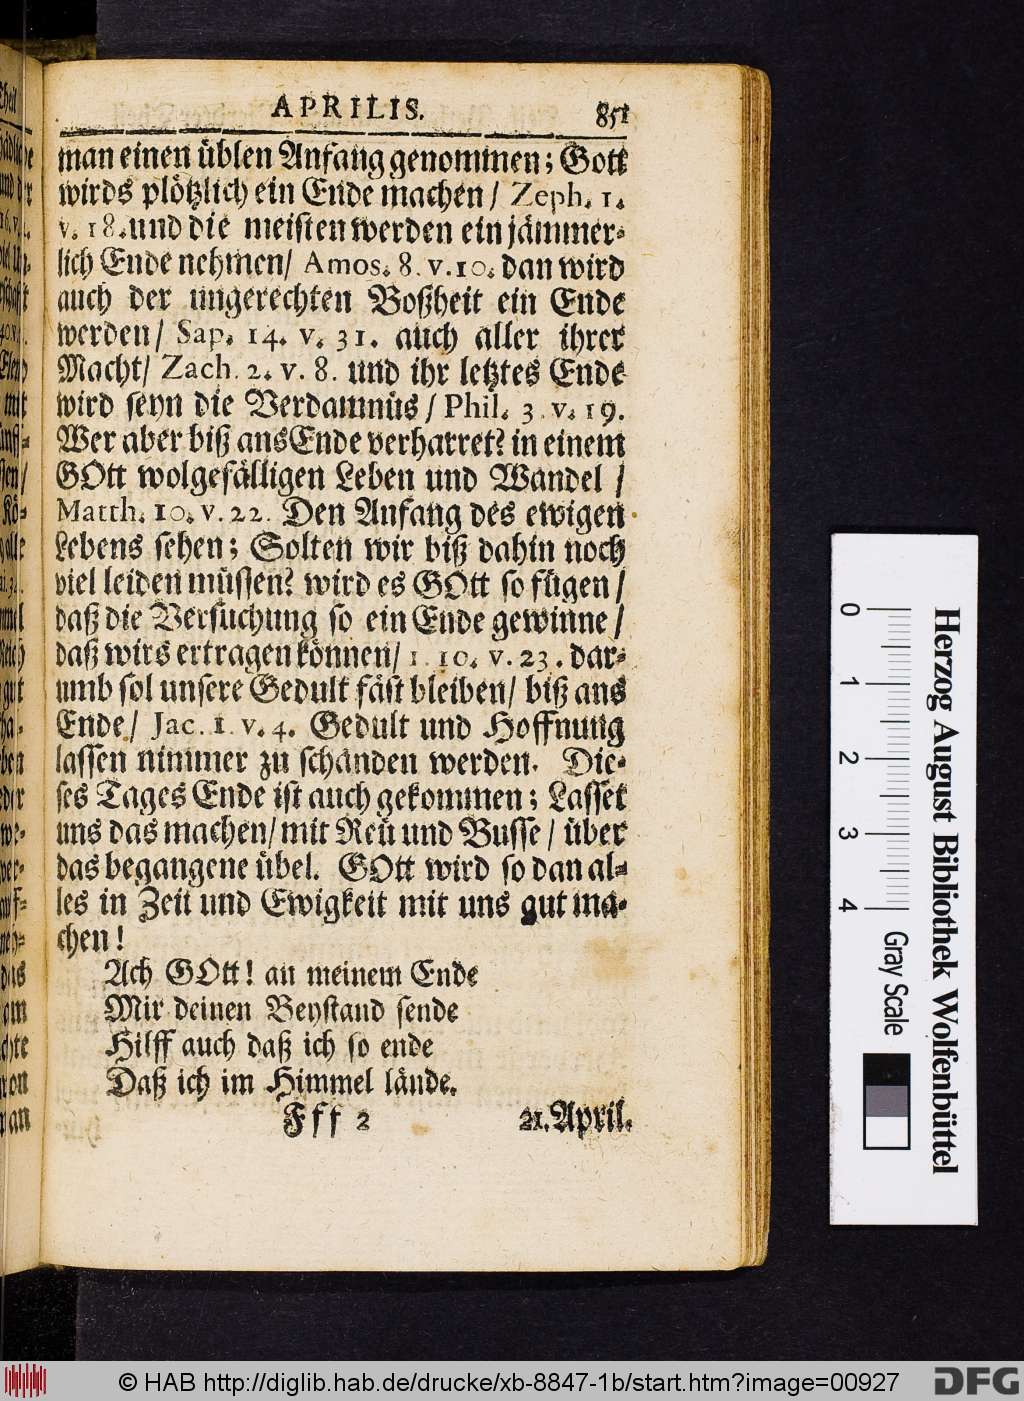 APRILIS. 851
man einen üblen Anfang genommen; Gott
wirds plötzlich ein Ende machen / Zeph. 1.
v. 18. und die meisten werden ein jämmer-
lich Ende nehmen / Amos. 8. v. 10. dan wird
auch der ungerechten Boßheit ein Ende
werden / Sap. 14. v. 31. auch aller ihrer
Macht / Zach. 2. v. 8. und ihr letztes Ende
wird seyn die Verdamnüs / Phil. 3. v. 19.
Wer aber biß ans Ende verharret? in einem
GOtt wolgefälligen Leben und Wandel /
Matth. 10. v. 22. Den Anfang des ewigen
Lebens sehen; Solten wir biß dahin noch
viel leiden müssen? wird es GOtt so fügen /
daß die Versuchung so ein Ende gewinne /
daß wirs ertragen können / 1. 10. v. 23. dar-
umb sol unsere Gedult fäst bleiben / biß ans
Ende / Jac. 1. v. 4. Gedult und Hoffnung
lassen nimmer zu schanden werden. Die-
ses Tages Ende ist auch gekommen; Lasset
uns das machen / mit Reü und Busse / über
das begangene übel. GOtt wird so dan al-
les in Zeit und Ewigkeit mit uns gut ma-
chen!
Ach GOtt! an meinem Ende
Mir deinen Beystand sende
Hilff auch daß ich so ende
Daß ich im Himmel lände.
Fff 2 21. April.
0 1 2 3 4
Gray Scale
Herzog August Bibliothek Wolfenbüttel
© HAB http://diglib.hab.de/drucke/xb-8847-1b/start.htm?image=00927
DFG